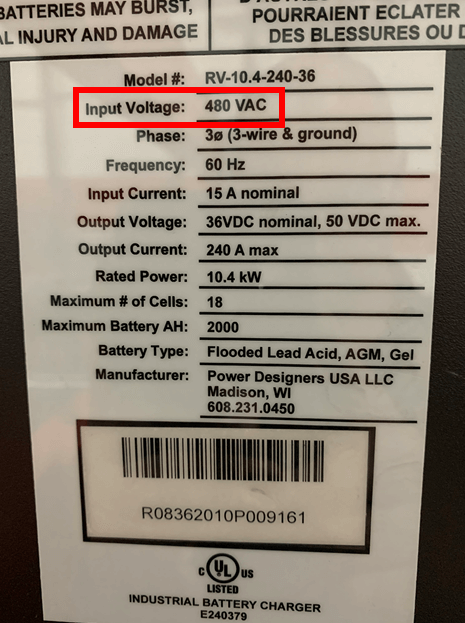 BATTERIES MAY BURST,
AL INJURY AND DAMAGE
POURRAIENT ECLATER
DES BLESSURES OU D
Model #: RV-10.4-240-36
Input Voltage: 480 VAC
Phase: 3ø (3-wire & ground)
Frequency: 60 Hz
Input Current: 15 A nominal
Output Voltage: 36VDC nominal, 50 VDC max.
Output Current: 240 A max
Rated Power: 10.4 kW
Maximum # of Cells: 18
Maximum Battery AH: 2000
Battery Type: Flooded Lead Acid, AGM, Gel
Manufacturer: Power Designers USA LLC
Madison, WI
608.231.0450
R08362010P009161
C UL US
LISTED
INDUSTRIAL BATTERY CHARGER
E240379